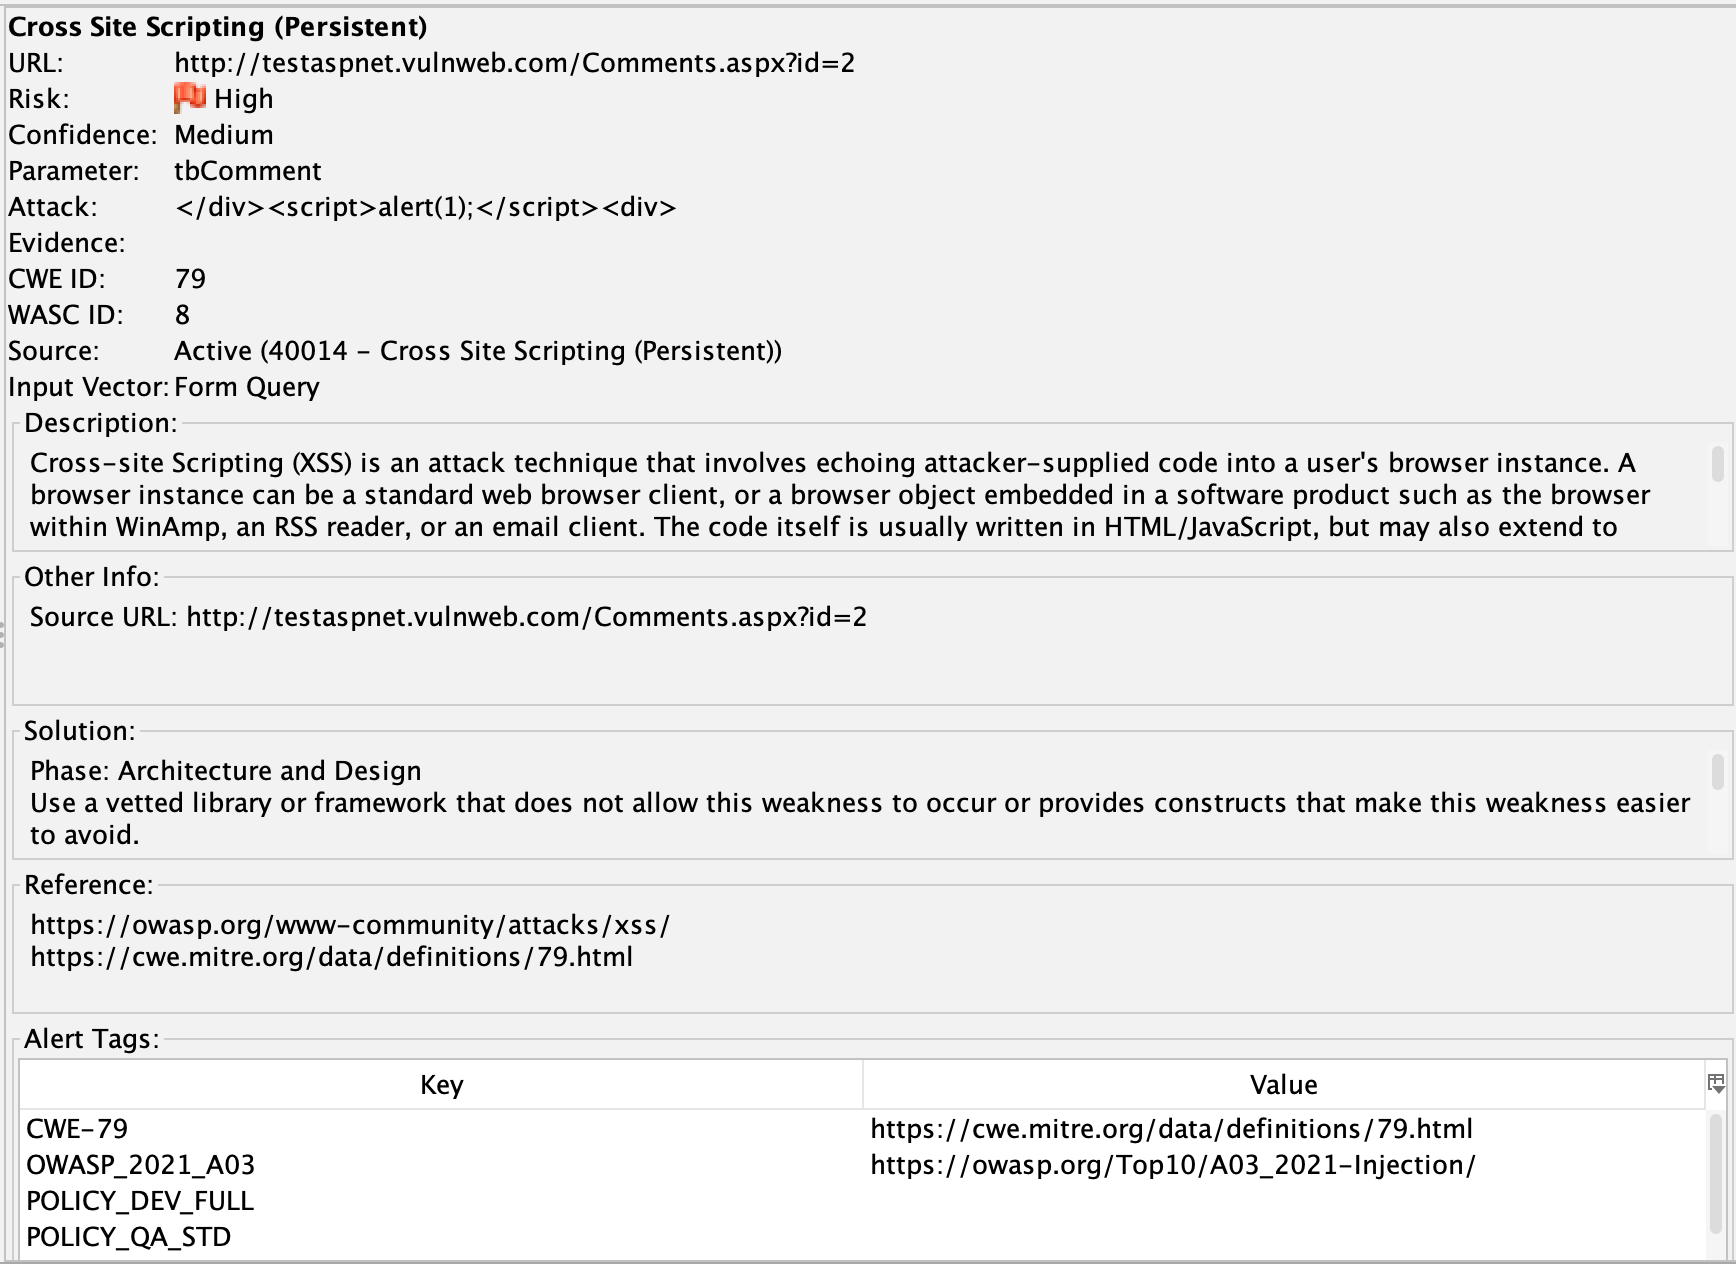 Cross Site Scripting (Persistent)
URL: http://testaspnet.vulnweb.com/Comments.aspx?id=2
Risk: High
Confidence: Medium
Parameter: tbComment
Attack: </div><script>alert(1);</script><div>
Evidence:
CWE ID: 79
WASC ID: 8
Source: Active (40014 - Cross Site Scripting (Persistent))
Input Vector: Form Query
Description:
Cross-site Scripting (XSS) is an attack technique that involves echoing attacker-supplied code into a user's browser instance. A
browser instance can be a standard web browser client, or a browser object embedded in a software product such as the browser
within WinAmp, an RSS reader, or an email client. The code itself is usually written in HTML/JavaScript, but may also extend to
Other Info:
Source URL: http://testaspnet.vulnweb.com/Comments.aspx?id=2
Solution:
Phase: Architecture and Design
Use a vetted library or framework that does not allow this weakness to occur or provides constructs that make this weakness easier
to avoid.
Reference:
https://owasp.org/www-community/attacks/xss/
https://cwe.mitre.org/data/definitions/79.html
Alert Tags:
Key Value
CWE-79 https://cwe.mitre.org/data/definitions/79.html
OWASP_2021_A03 https://owasp.org/Top10/A03_2021-Injection/
POLICY_DEV_FULL
POLICY_QA_STD